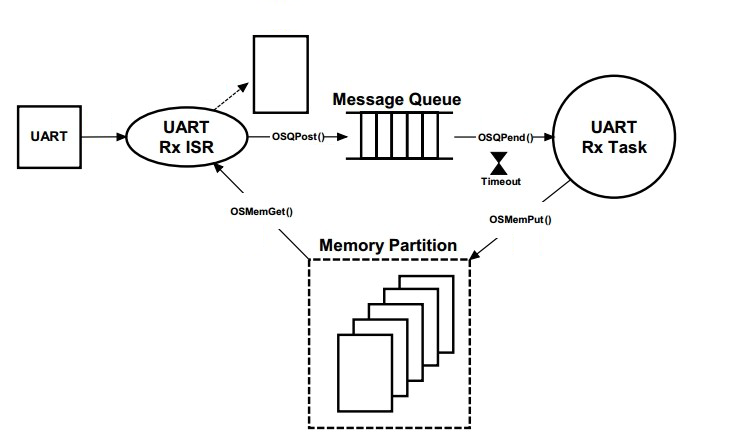 Message Queue
UART
UART
Rx ISR
OSQPost()
OSQPend()
UART
Rx Task
Timeout
OSMemGet()
OSMemPut()
Memory Partition